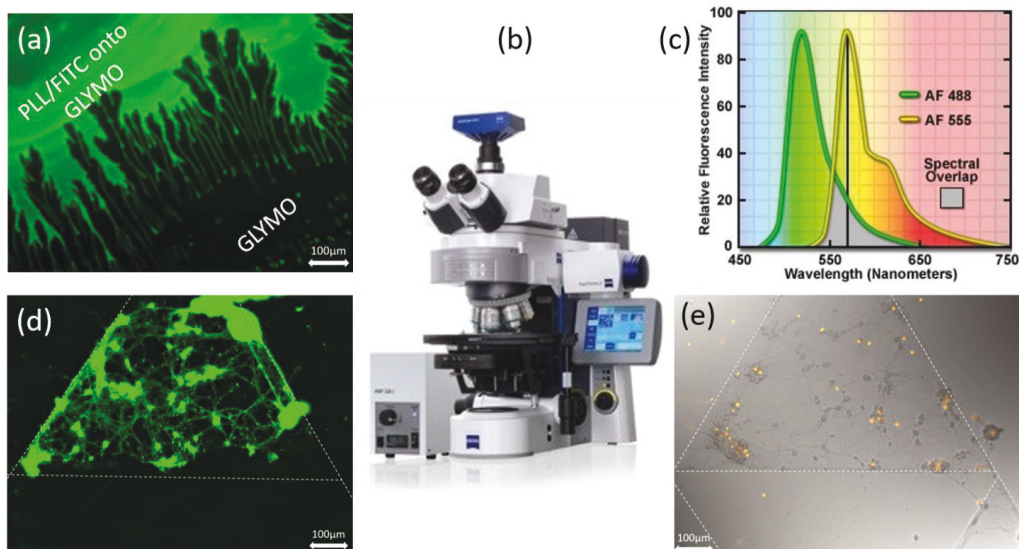 (a)
PLL/FITC onto
GLYMO
GLYMO
100µm
(b)
(c)
Relative Fluorescence Intensity
100
80
60
40
20
0
AF 488
AF 555
Spectral
Overlap
450
550
650
750
Wavelength (Nanometers)
(d)
100µm
(e)
100µm
ZEISS